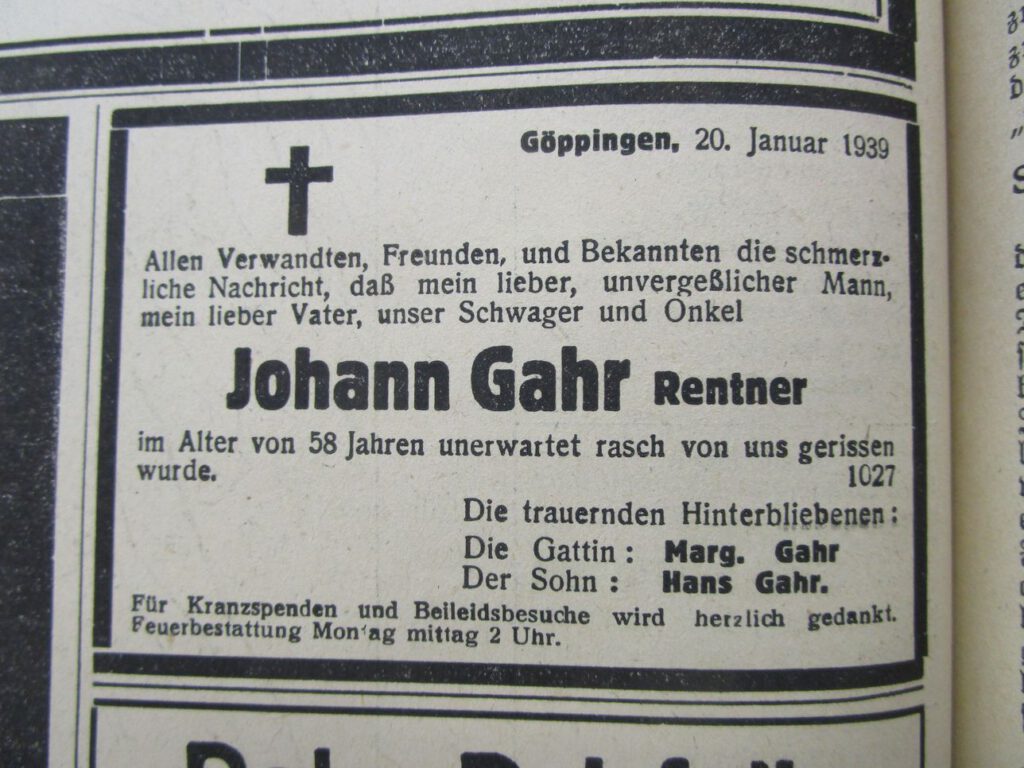 Göppingen, 20. Januar 1939
Allen Verwandten, Freunden, und Bekannten die schmerz-
liche Nachricht, daß mein lieber, unvergeßlicher Mann,
mein lieber Vater, unser Schwager und Onkel
Johann Gahr Rentner
im Alter von 58 Jahren unerwartet rasch von uns gerissen
wurde. 1027
Die trauernden Hinterbliebenen:
Die Gattin: Marg. Gahr
Der Sohn: Hans Gahr.
Für Kranzspenden und Beileidsbesuche wird herzlich gedankt.
Feuerbestattung Montag mittag 2 Uhr.